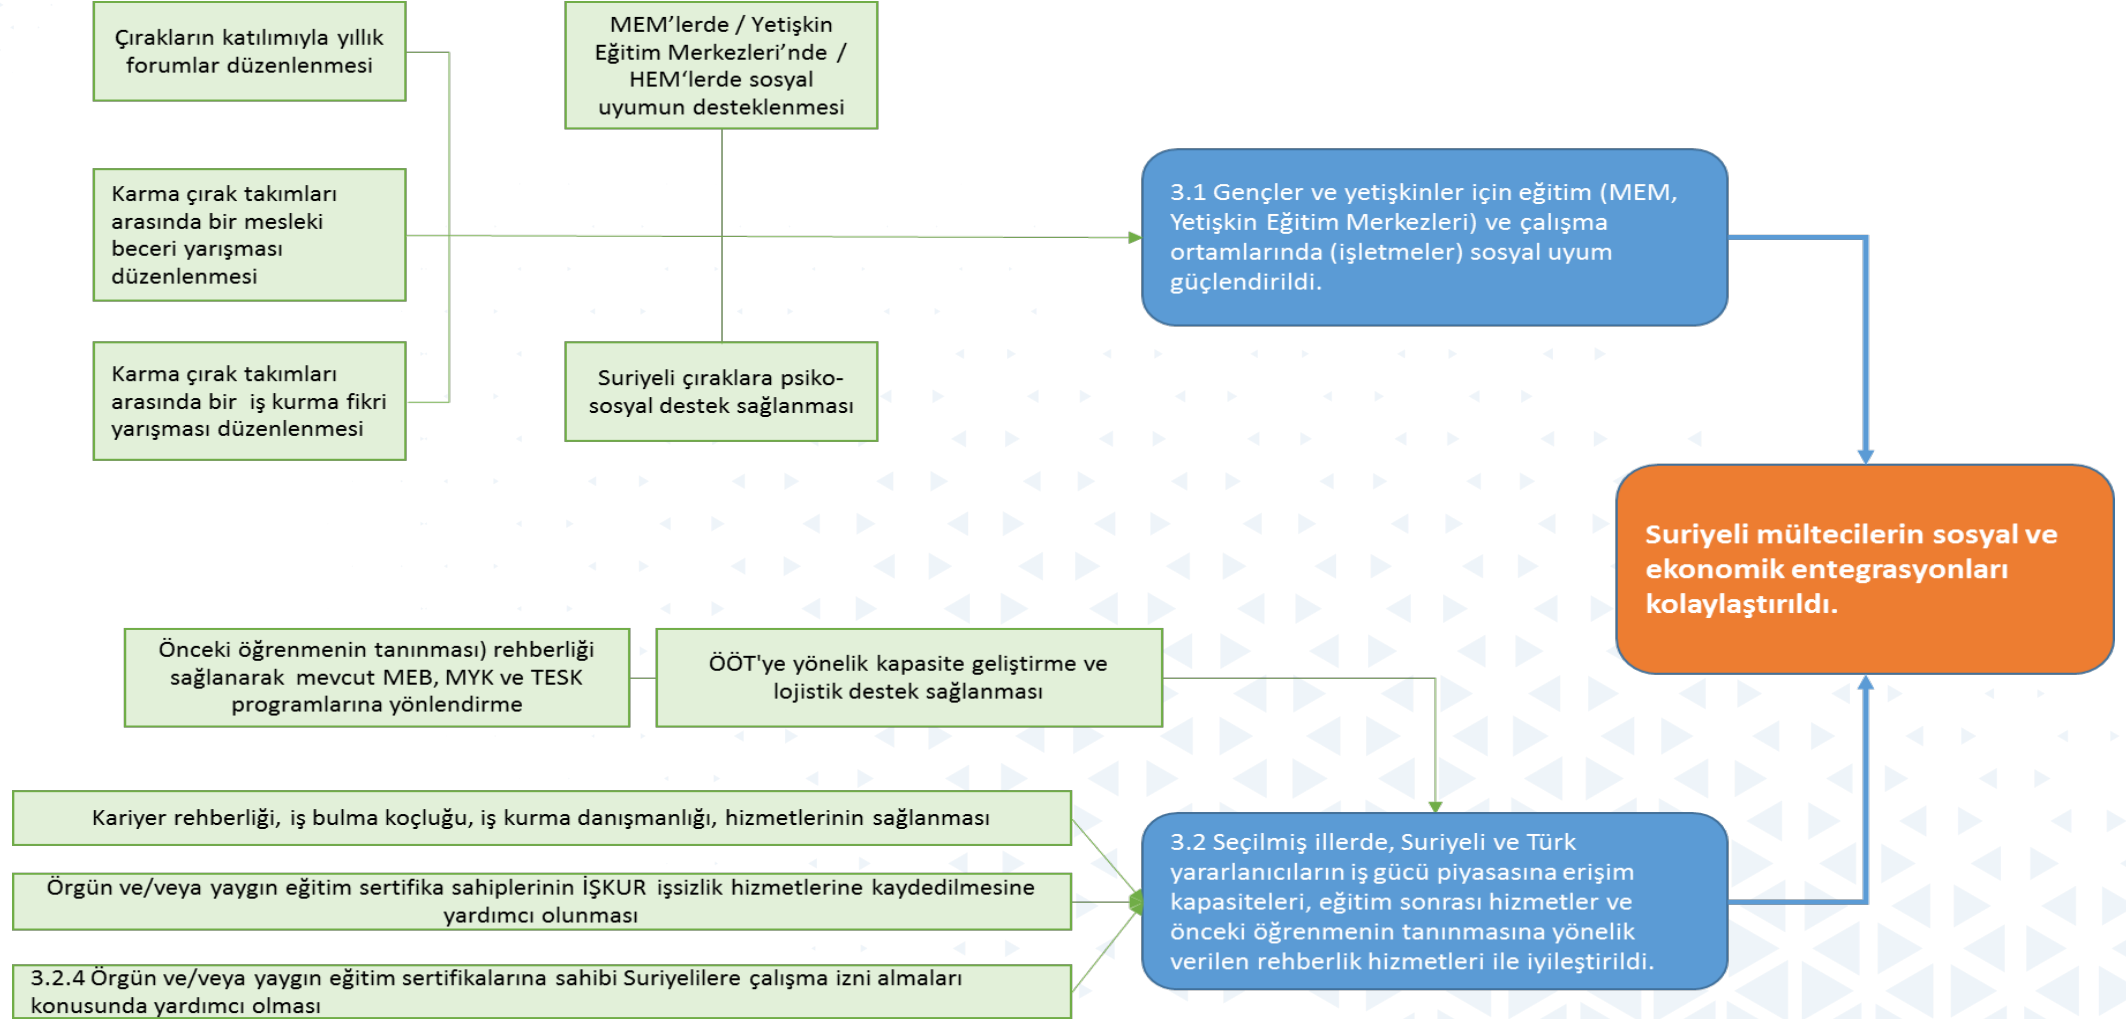 Çırakların katılımıyla yıllık
forumlar düzenlenmesi
MEM’lerde / Yetişkin
Eğitim Merkezleri’nde /
HEM‘lerde sosyal
uyumun desteklenmesi
Karma çırak takımları
arasında bir mesleki
beceri yarışması
düzenlenmesi
3.1 Gençler ve yetişkinler için eğitim (MEM,
Yetişkin Eğitim Merkezleri) ve çalışma
ortamlarında (işletmeler) sosyal uyum
güçlendirildi.
Karma çırak takımları
arasında bir iş kurma fikri
yarışması düzenlenmesi
Suriyeli çıraklara psiko-
sosyal destek sağlanması
Suriyeli mültecilerin sosyal ve
ekonomik entegrasyonları
kolaylaştırıldı.
Önceki öğrenmenin tanınması) rehberliği
sağlanarak mevcut MEB, MYK ve TESK
programlarına yönlendirme
ÖÖT'ye yönelik kapasite geliştirme ve
lojistik destek sağlanması
Kariyer rehberliği, iş bulma koçluğu, iş kurma danışmanlığı, hizmetlerinin sağlanması
Örgün ve/veya yaygın eğitim sertifika sahiplerinin İŞKUR işsizlik hizmetlerine kaydedilmesine
yardımcı olunması
3.2.4 Örgün ve/veya yaygın eğitim sertifikalarına sahibi Suriyelilere çalışma izni almaları
konusunda yardımcı olması
3.2 Seçilmiş illerde, Suriyeli ve Türk
yararlanıcıların iş gücü piyasasına erişim
kapasiteleri, eğitim sonrası hizmetler ve
önceki öğrenmenin tanınmasına yönelik
verilen rehberlik hizmetleri ile iyileştirildi.